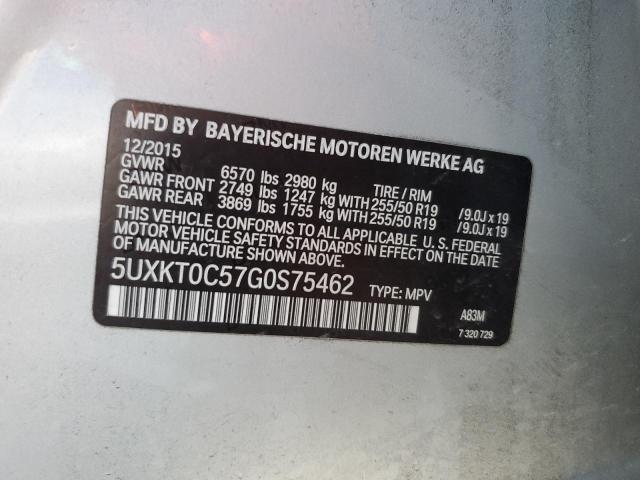 MFD BY BAYERISCHE MOTOREN WERKE AG
12/2015
GVWR 6570 lbs 2980 kg TIRE / RIM
GAWR FRONT 2749 lbs 1247 kg WITH 255/50 R19 /9.0J x 19
GAWR REAR 3869 lbs 1755 kg WITH 255/50 R19 /9.0J x 19
THIS VEHICLE CONFORMS TO ALL APPLICABLE U. S. FEDERAL
MOTOR VEHICLE SAFETY STANDARDS IN EFFECT ON THE DATE
OF MANUFACTURE SHOWN ABOVE.
5UXKT0C57G0S75462 TYPE: MPV
A83M
7 320 729